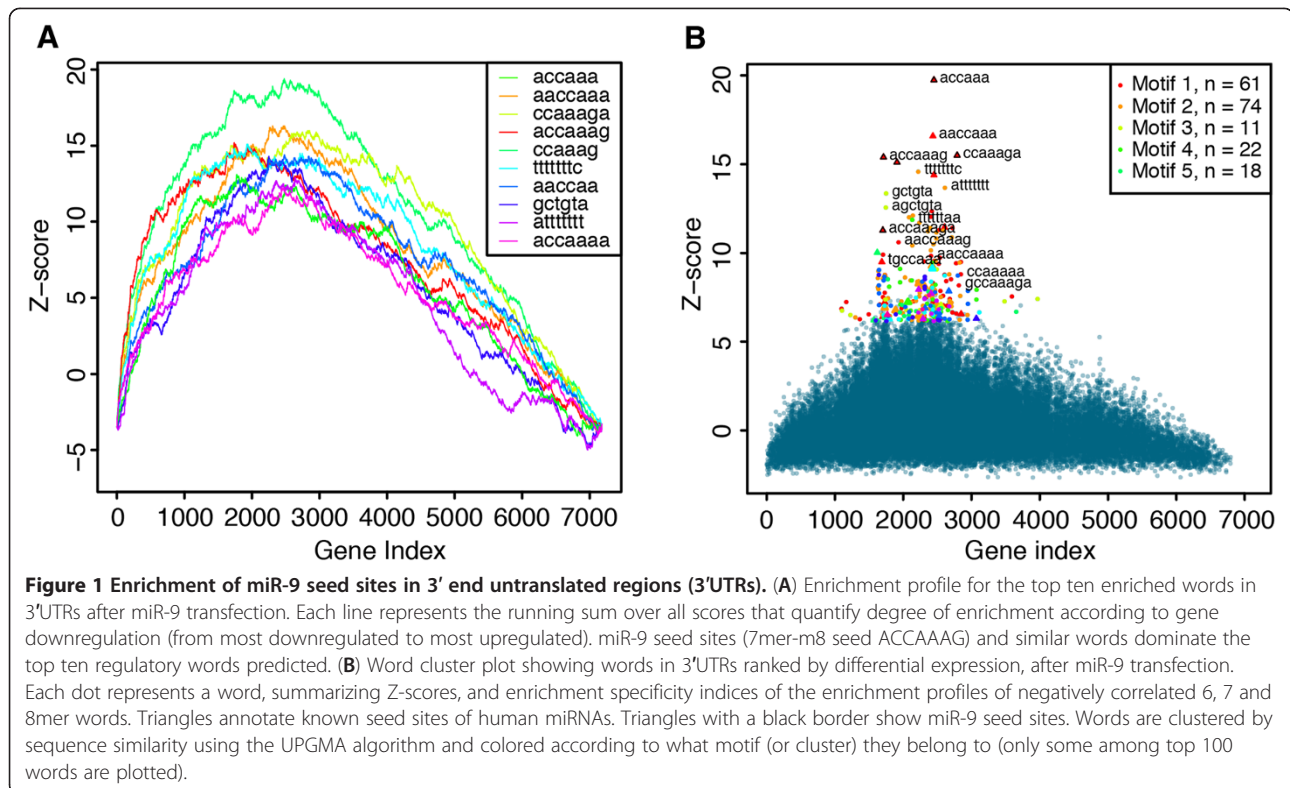 A
Z-score
20
15
10
5
0
−5
accaaa
aaccaaa
ccaaaga
accaaag
ccaaag
tttttttc
aaccaa
gctgta
attttttt
accaaaa
0 1000 2000 3000 4000 5000 6000 7000
Gene Index
B
Z-score
20
15
10
5
0
accaaa
aaccaaa
accaaag
ccaaaga
tttttttc
attttttt
gctgta
agctgta
ttttttaa
accaaaga
aaccaaag
aaccaaaa
tgccaaa
ccaaaaa
gccaaaga
Motif 1, n = 61
Motif 2, n = 74
Motif 3, n = 11
Motif 4, n = 22
Motif 5, n = 18
0 1000 2000 3000 4000 5000 6000 7000
Gene index
Figure 1 Enrichment of miR-9 seed sites in 3′ end untranslated regions (3′UTRs). (A) Enrichment profile for the top ten enriched words in
3′UTRs after miR-9 transfection. Each line represents the running sum over all scores that quantify degree of enrichment according to gene
downregulation (from most downregulated to most upregulated). miR-9 seed sites (7mer-m8 seed ACCAAAG) and similar words dominate the
top ten regulatory words predicted. (B) Word cluster plot showing words in 3′UTRs ranked by differential expression, after miR-9 transfection.
Each dot represents a word, summarizing Z-scores, and enrichment specificity indices of the enrichment profiles of negatively correlated 6, 7 and
8mer words. Triangles annotate known seed sites of human miRNAs. Triangles with a black border show miR-9 seed sites. Words are clustered by
sequence similarity using the UPGMA algorithm and colored according to what motif (or cluster) they belong to (only some among top 100
words are plotted).